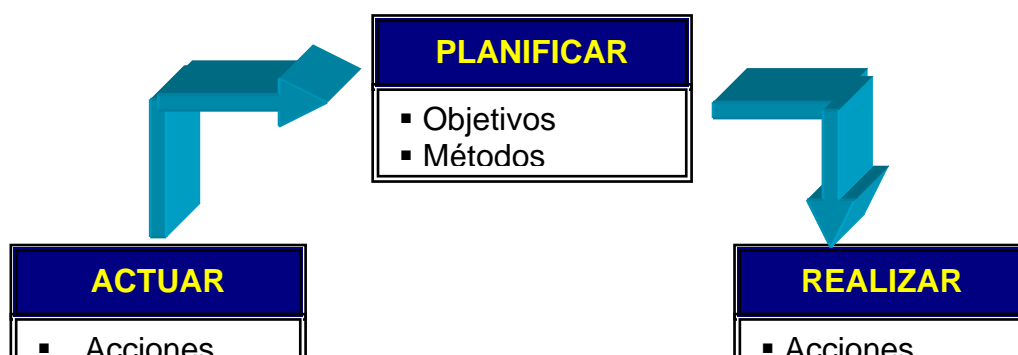 PLANIFICAR
▪ Objetivos
▪ Métodos
ACTUAR
▪ Acciones
REALIZAR
▪ Acciones